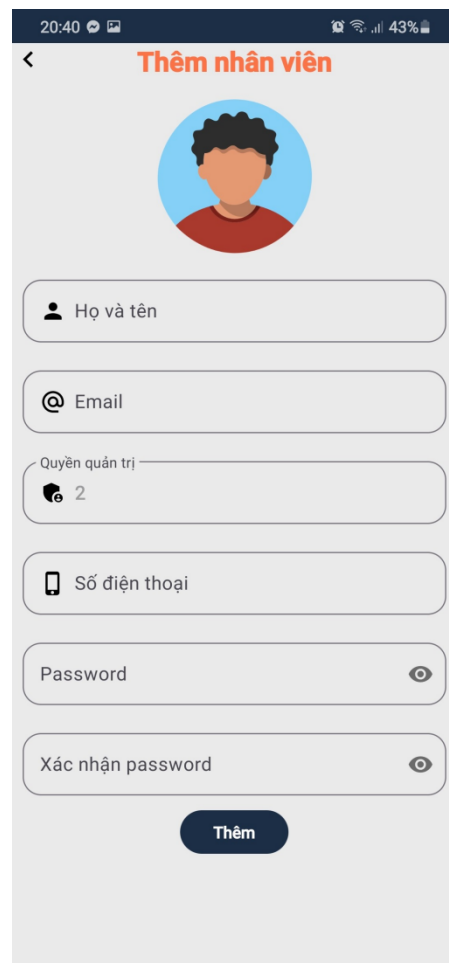 20:40 43%
Thêm nhân viên
Họ và tên
Email
Quyền quản trị
2
Số điện thoại
Password
Xác nhận password
Thêm